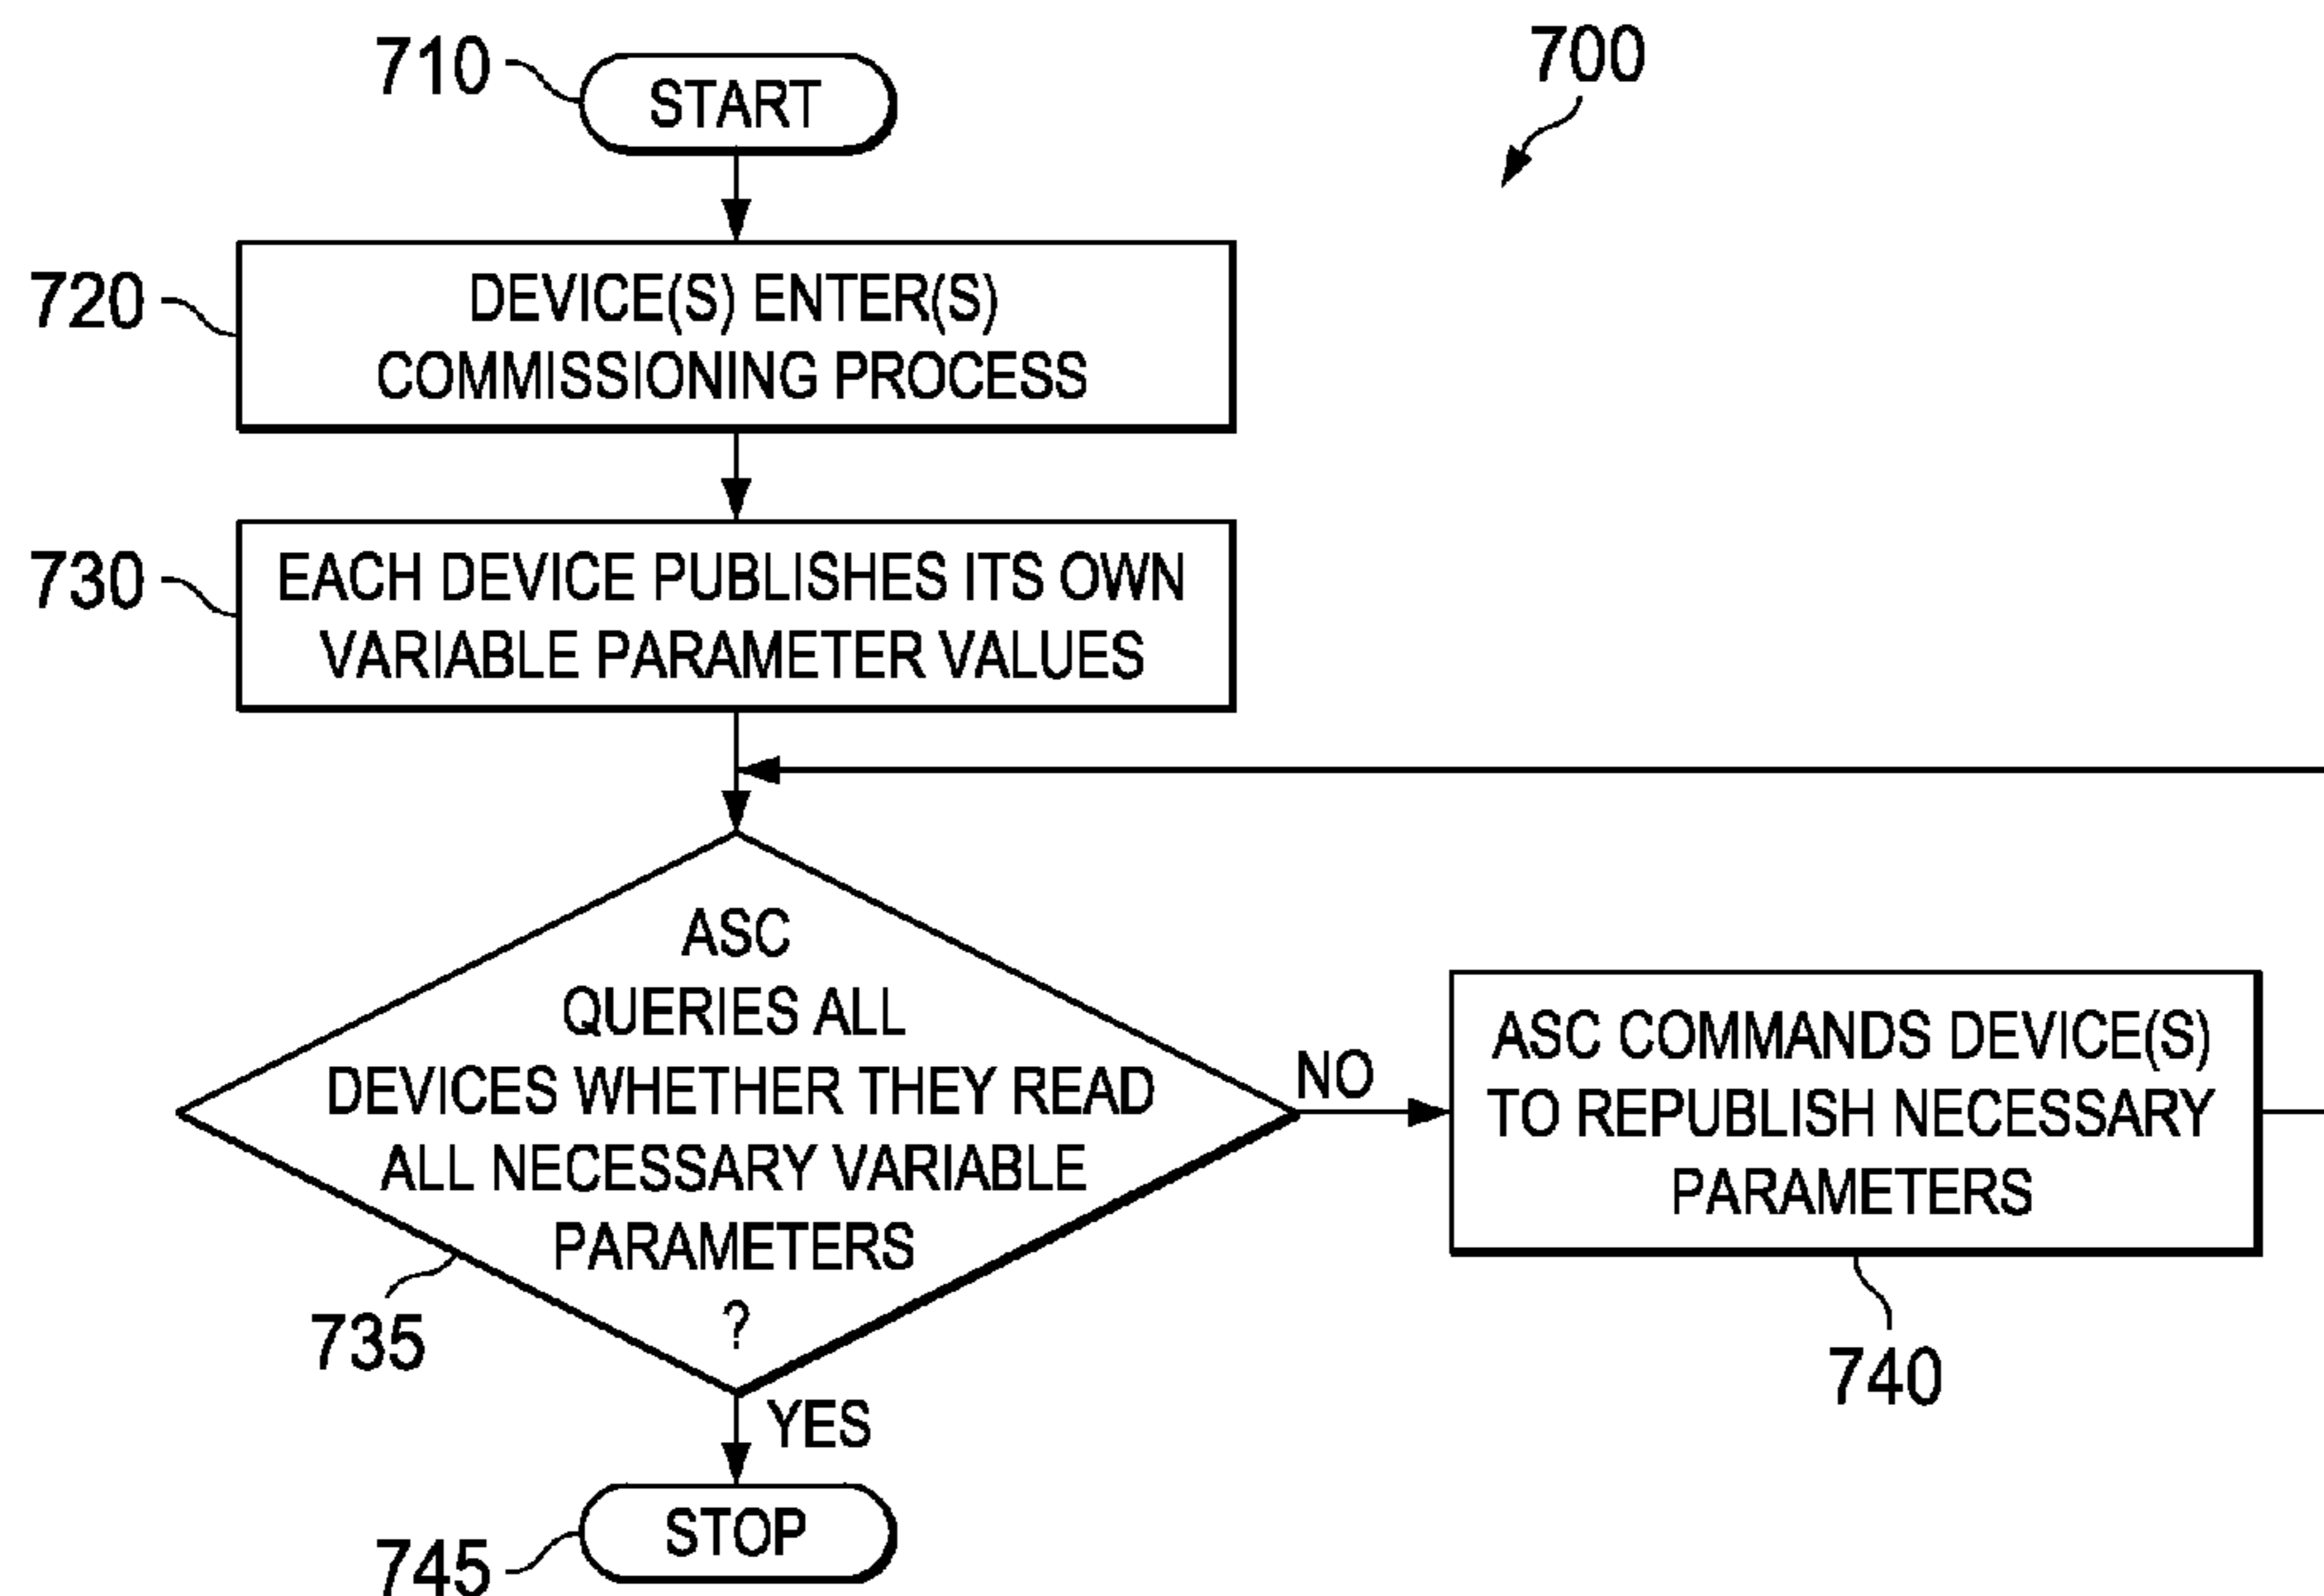 710
START
700
720
DEVICE(S) ENTER(S)
COMMISSIONING PROCESS
730
EACH DEVICE PUBLISHES ITS OWN
VARIABLE PARAMETER VALUES
ASC
QUERIES ALL
DEVICES WHETHER THEY READ
ALL NECESSARY VARIABLE
PARAMETERS
?
735
NO
ASC COMMANDS DEVICE(S)
TO REPUBLISH NECESSARY
PARAMETERS
740
YES
STOP
745